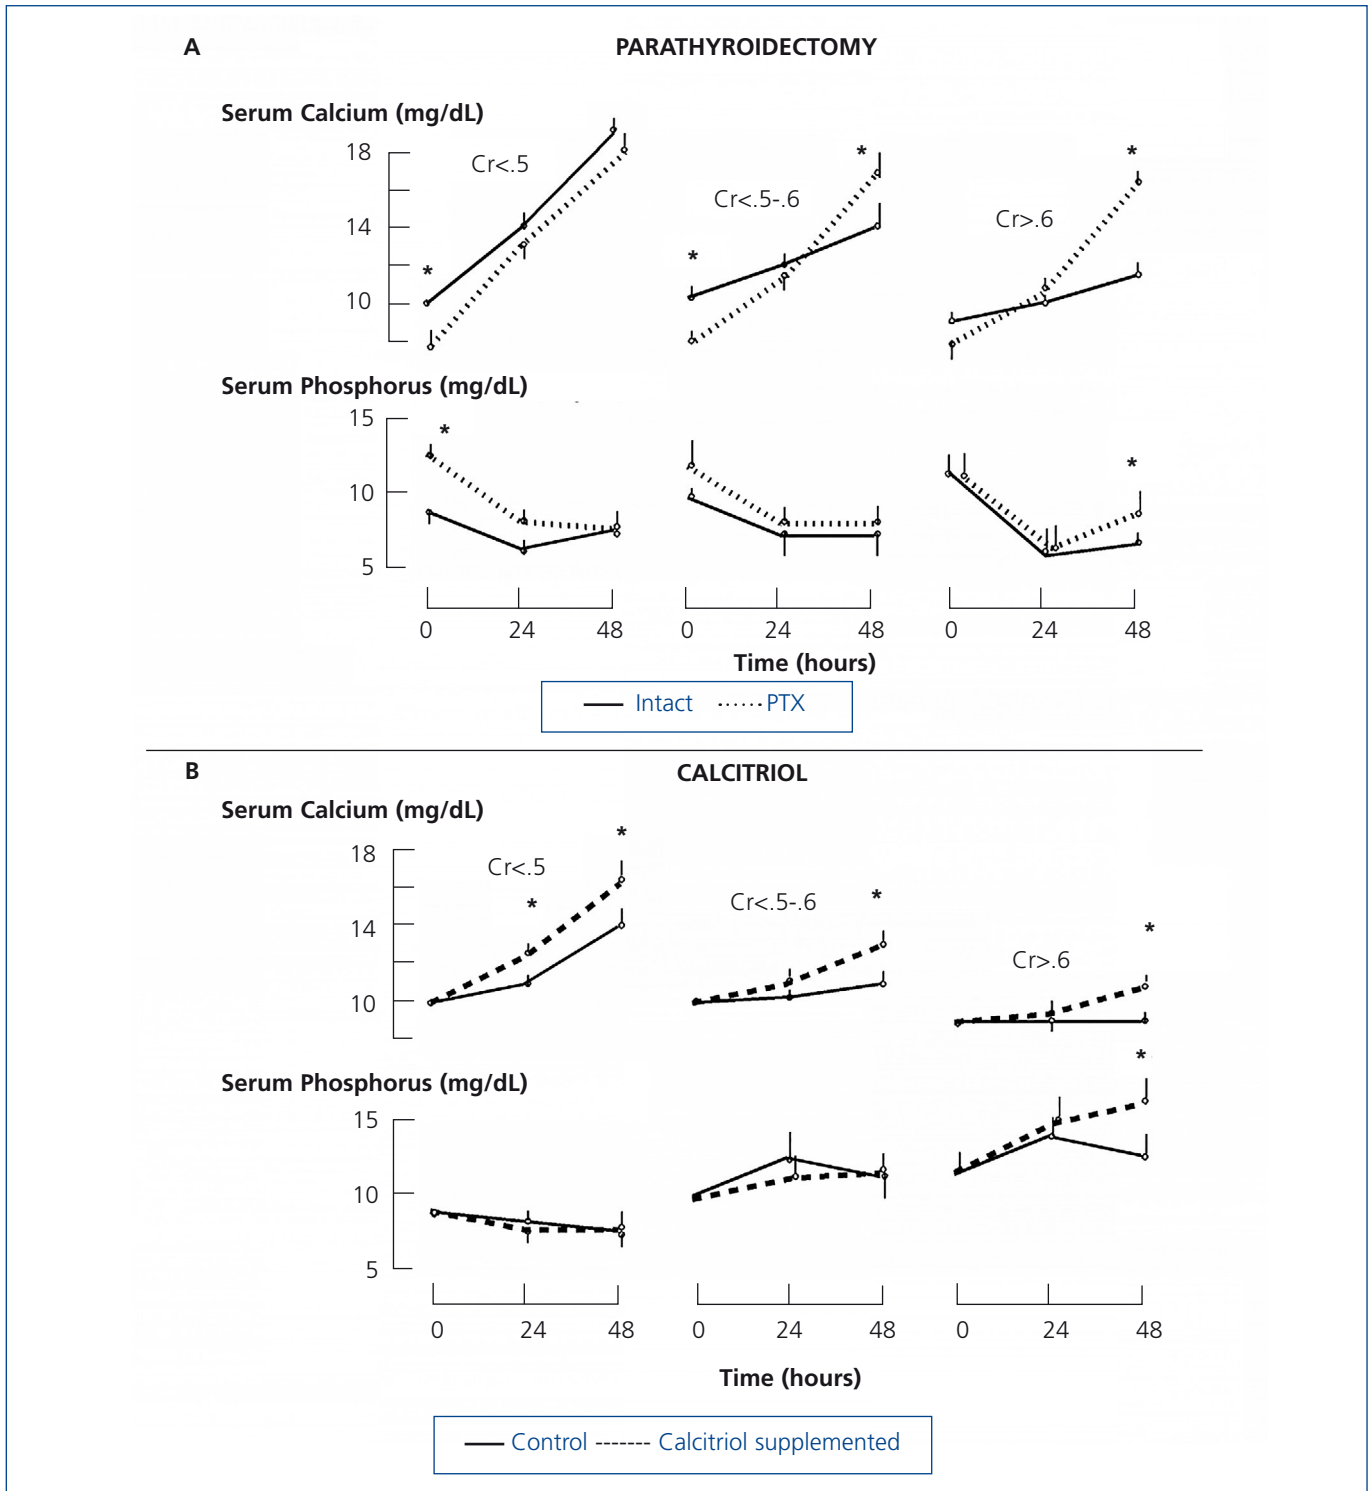 A PARATHYROIDECTOMY
Serum Calcium (mg/dL)
18
14
10
Cr<.5
Cr<.5-.6
Cr>.6
*
*
*
*
Serum Phosphorus (mg/dL)
15
10
5
*
*
0 24 48 0 24 48 0 24 48
Time (hours)
Intact PTX
B CALCITRIOL
Serum Calcium (mg/dL)
18
14
10
Cr<.5
Cr<.5-.6
Cr>.6
*
*
*
*
Serum Phosphorus (mg/dL)
15
10
5
*
0 24 48 0 24 48 0 24 48
Time (hours)
Control Calcitriol supplemented